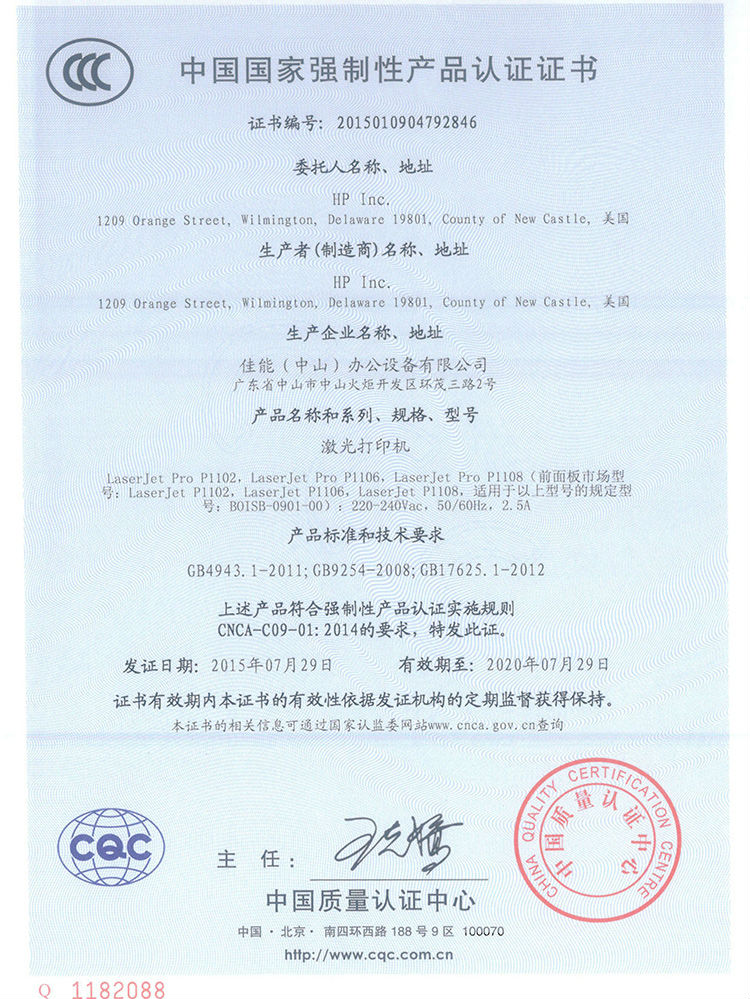 中国国家强制性产品认证证书
证书编号: 2015010904792846
委托人名称、地址
HP Inc.
1209 Orange Street, Wilmington, Delaware 19801, County of New Castle, 美国
生产者(制造商)名称、地址
HP Inc.
1209 Orange Street, Wilmington, Delaware 19801, County of New Castle, 美国
生产企业名称、地址
佳能（中山）办公设备有限公司
广东省中山市中山火炬开发区环茂三路2号
产品名称和系列、规格、型号
激光打印机
LaserJet Pro P1102, LaserJet Pro P1106, LaserJet Pro P1108（前面板市场型
号: LaserJet P1102, LaserJet P1106, LaserJet P1108, 适用于以上型号的规定型
号: BOISB-0901-00）: 220-240Vac, 50/60Hz, 2.5A
产品标准和技术要求
GB4943.1-2011; GB9254-2008; GB17625.1-2012
上述产品符合强制性产品认证实施规则
CNCA-C09-01: 2014的要求，特发此证。
发证日期: 2015年07月29日 有效期至: 2020年07月29日
证书有效期内本证书的有效性依据发证机构的定期监督获得保持。
本证书的相关信息可通过国家认监委网站www.cnca.gov.cn查询
CHINA QUALITY CERTIFICATION CENTRE
中国质量认证中心
CQC
主 任:
中国质量认证中心
中国·北京·南四环西路188号9区 100070
http://www.cqc.com.cn
Q 1182088